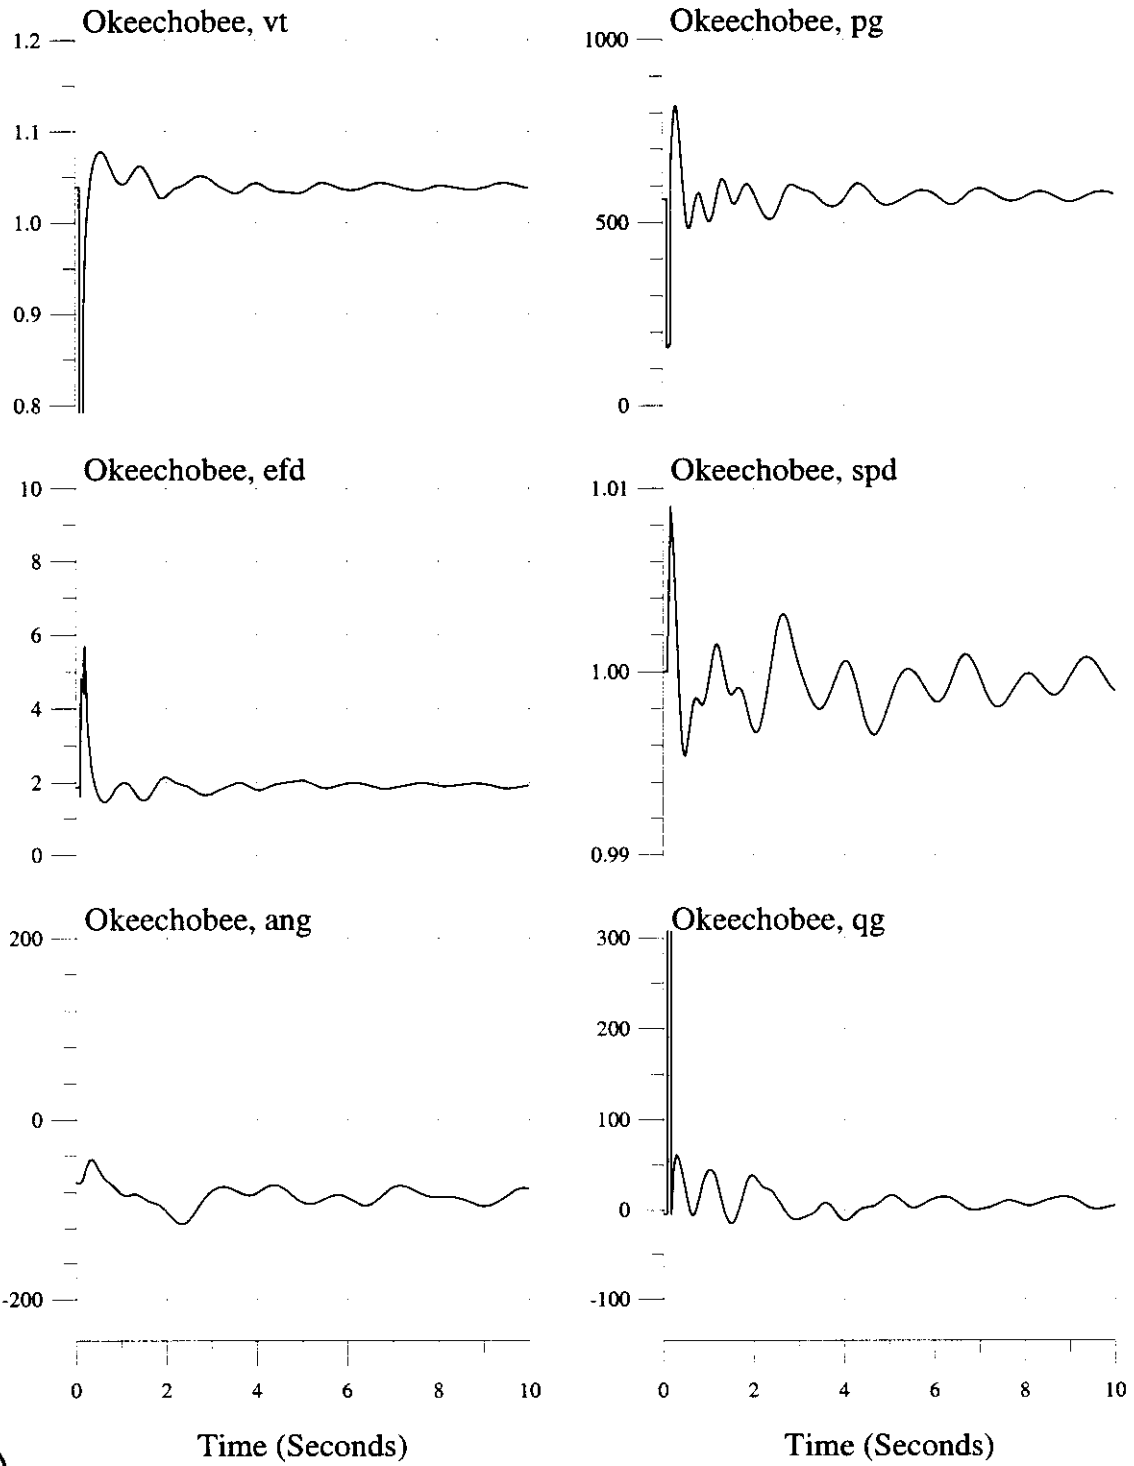 Okeechobee, vt
1.2
1.1
1.0
0.9
0.8
Okeechobee, pg
1000
500
0
Okeechobee, efd
10
8
6
4
2
0
Okeechobee, spd
1.01
1.00
0.99
Okeechobee, ang
200
0
-200
0 2 4 6 8 10
Time (Seconds)
Okeechobee, qg
300
200
100
0
-100
0 2 4 6 8 10
Time (Seconds)
)